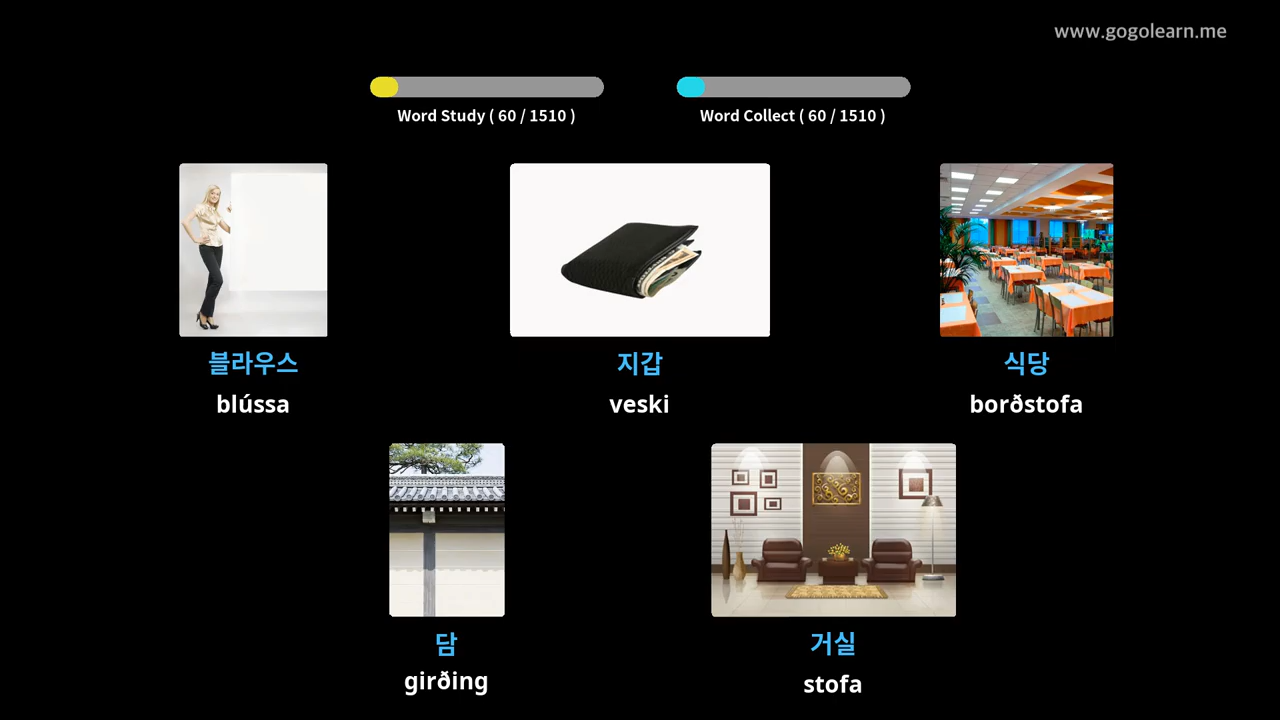 www.gogolearn.me
Word Study ( 60 / 1510 )
Word Collect ( 60 / 1510 )
블라우스
blússa
지갑
veski
식당
borðstofa
담
girðing
거실
stofa